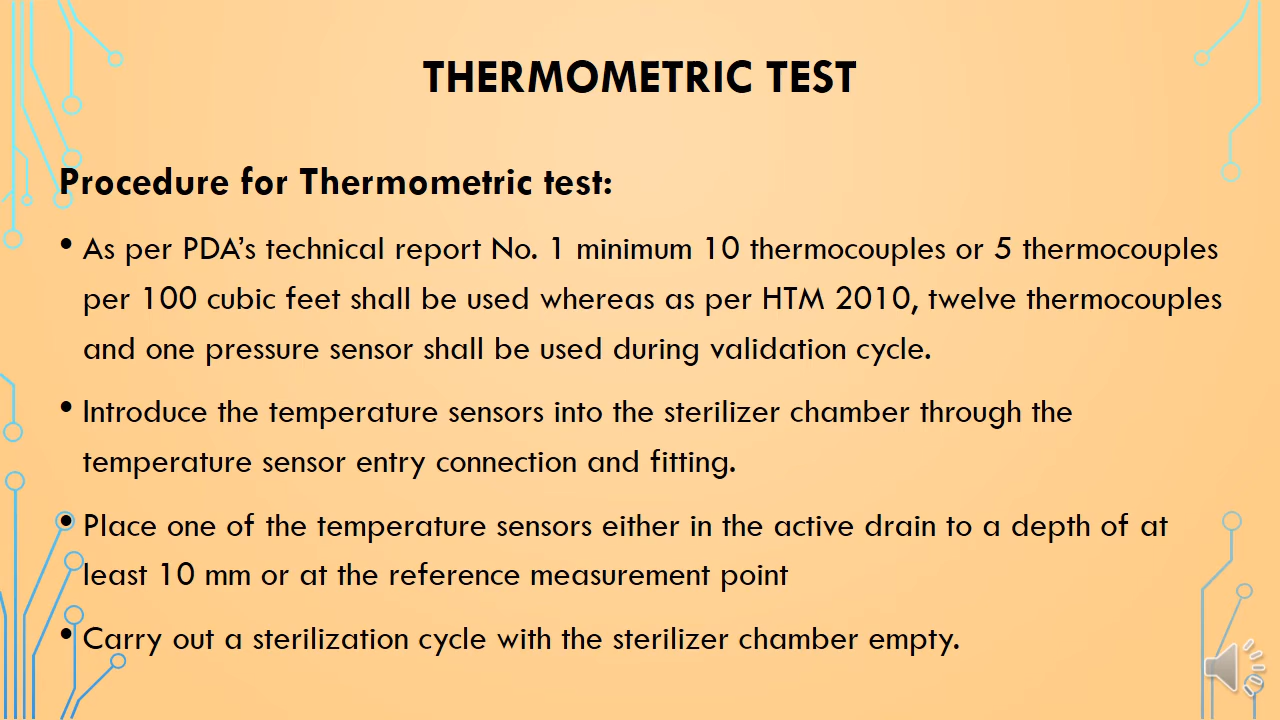 THERMOMETRIC TEST
Procedure for Thermometric test:
• As per PDA’s technical report No. 1 minimum 10 thermocouples or 5 thermocouples
per 100 cubic feet shall be used whereas as per HTM 2010, twelve thermocouples
and one pressure sensor shall be used during validation cycle.
• Introduce the temperature sensors into the sterilizer chamber through the
temperature sensor entry connection and fitting.
• Place one of the temperature sensors either in the active drain to a depth of at
least 10 mm or at the reference measurement point
• Carry out a sterilization cycle with the sterilizer chamber empty.